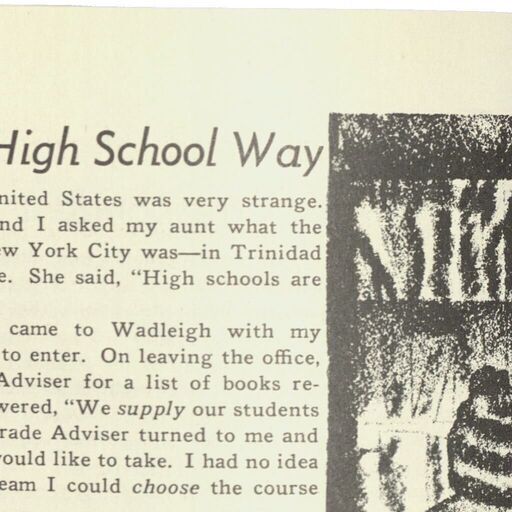 High School Way
nited States was very strange.
nd I asked my aunt what the
ew York City was—in Trinidad
e. She said, "High schools are
came to Wadleigh with my
to enter. On leaving the office,
Adviser for a list of books re-
wered, "We supply our students
rade Adviser turned to me and
would like to take. I had no idea
eam I could choose the course